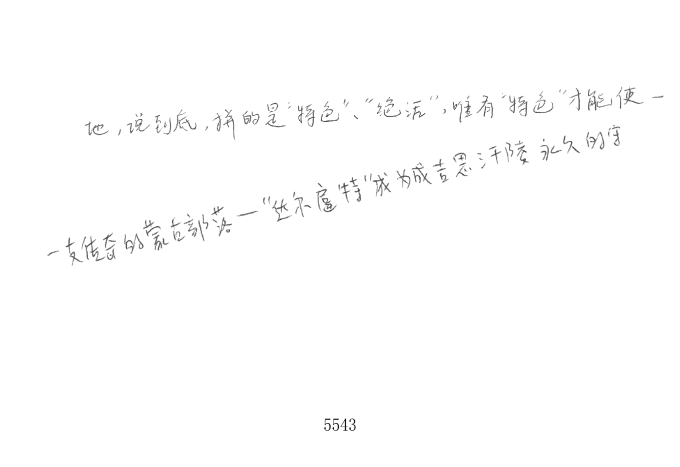 地，说到底，拼的是“特色”、“绝活”，唯有“特色”才能使一
一支传奇的蒙古部落—“达尔扈特”成为成吉思汗陵永久的守
5543